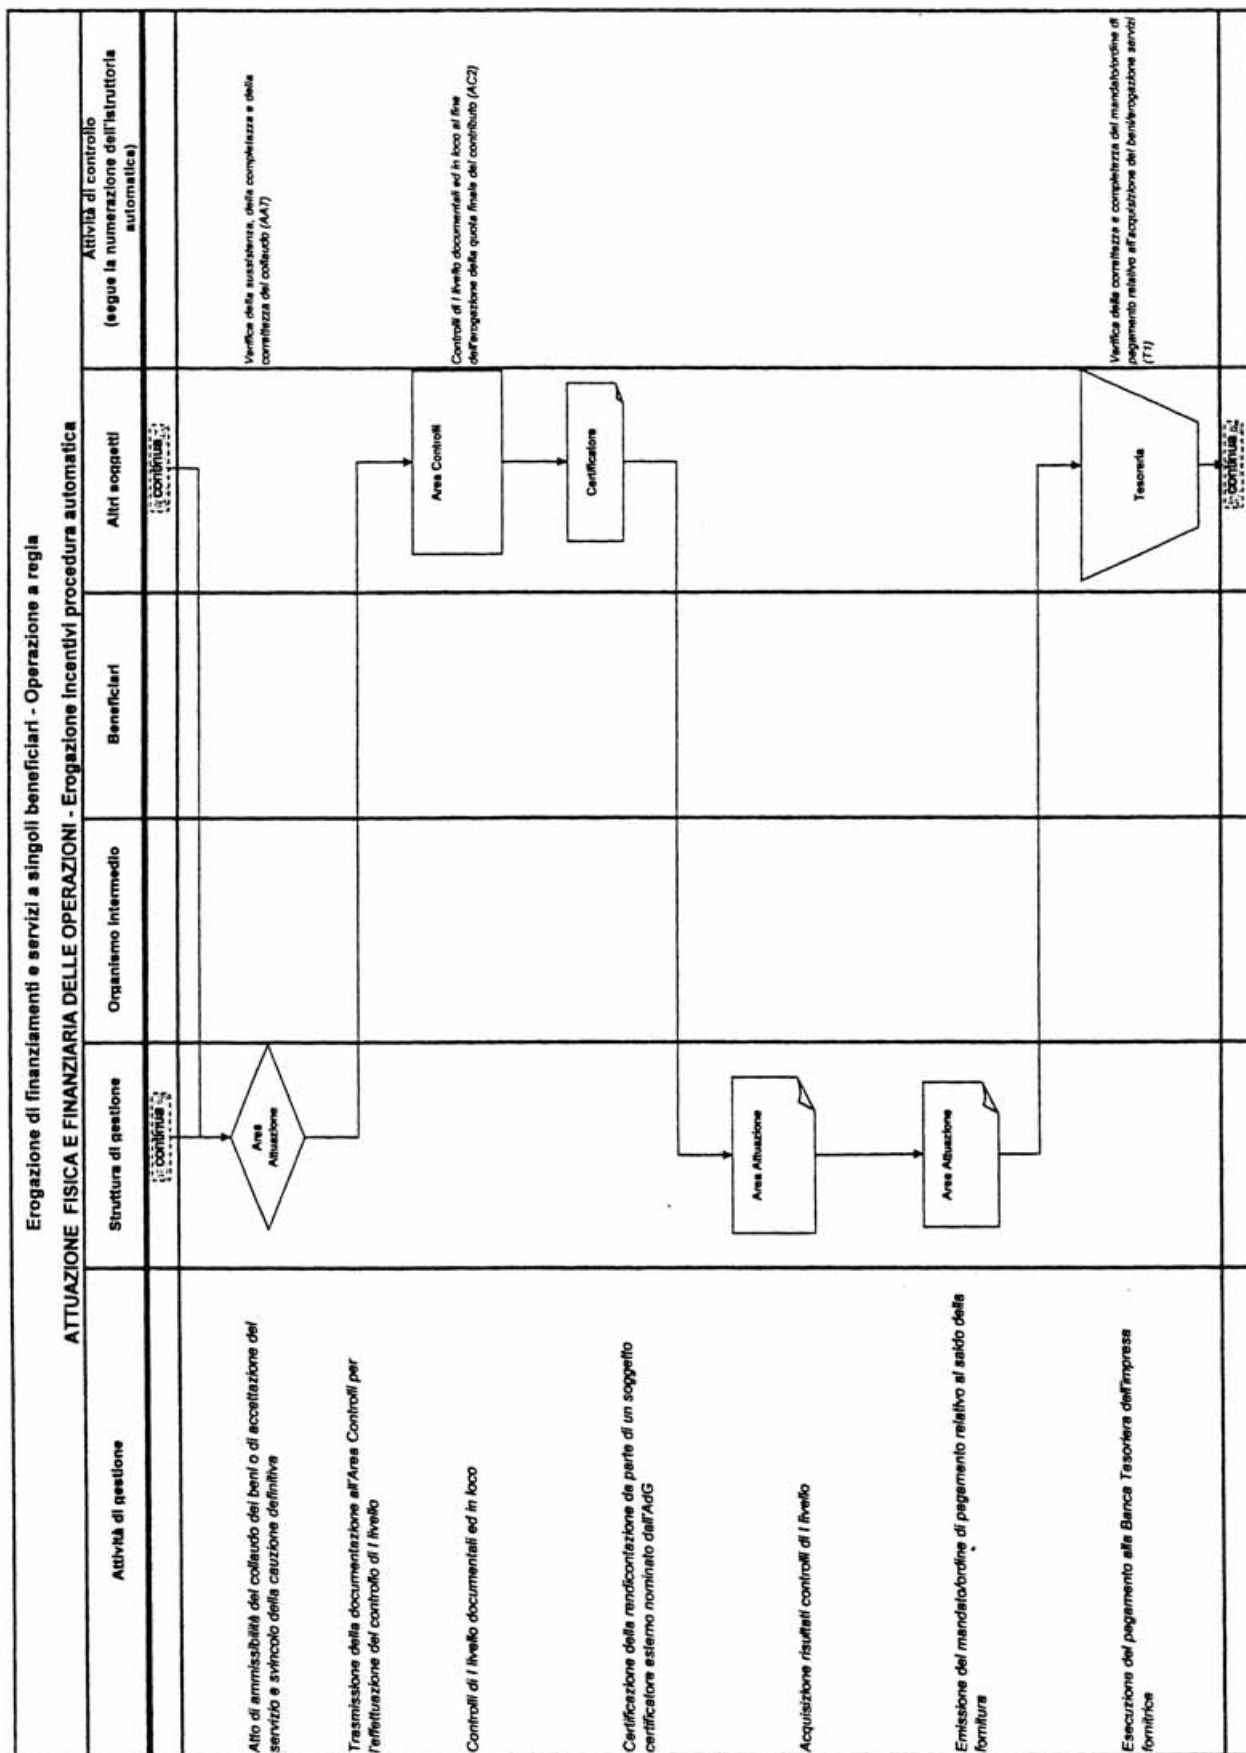 Erogazione di finanziamenti e servizi a singoli beneficiari - Operazione a regia
ATTUAZIONE FISICA E FINANZIARIA DELLE OPERAZIONI - Erogazione incentivi procedura automatica
Attività di gestione
Struttura di gestione
Organismo intermedio
Beneficiari
Altri soggetti
Attività di controllo
(segue la numerazione dell'istruttoria
automatica)
continua
continua
Atto di ammissibilità del collaudo dei beni o di accettazione del
servizio e svincolo della cauzione definitiva
Area
Attuazione
Verifica della sussistenza, della completezza e della
correttezza del collaudo (AA7)
Trasmissione della documentazione all'Area Controlli per
l'effettuazione del controllo di I livello
Controlli di I livello documentali ed in loco
Area Controlli
Controlli di I livello documentali ed in loco al fine
dell'erogazione della quota finale del contributo (AC2)
Certificazione della rendicontazione da parte di un soggetto
certificatore esterno nominato dall'AdG
Certificatore
Acquisizione risultati controlli di I livello
Area Attuazione
Emissione del mandato/ordine di pagamento relativo al saldo della
fornitura
Area Attuazione
Esecuzione del pagamento alla Banca Tesoriera dell'impresa
fornitrice
Tesoreria
Verifica della correttezza e completezza del mandato/ordine di
pagamento relativo all'acquisizione dei beni/erogazione servizi
(T1)
continua